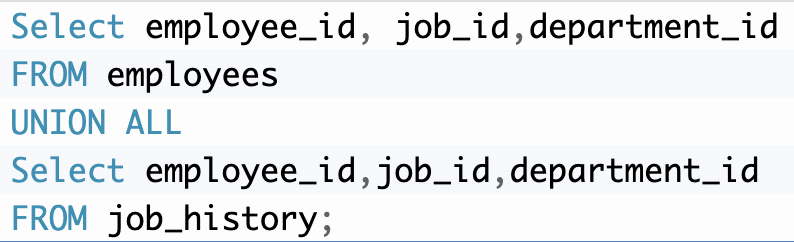 Select employee_id, job_id,department_id
FROM employees
UNION ALL
Select employee_id,job_id,department_id
FROM job_history;